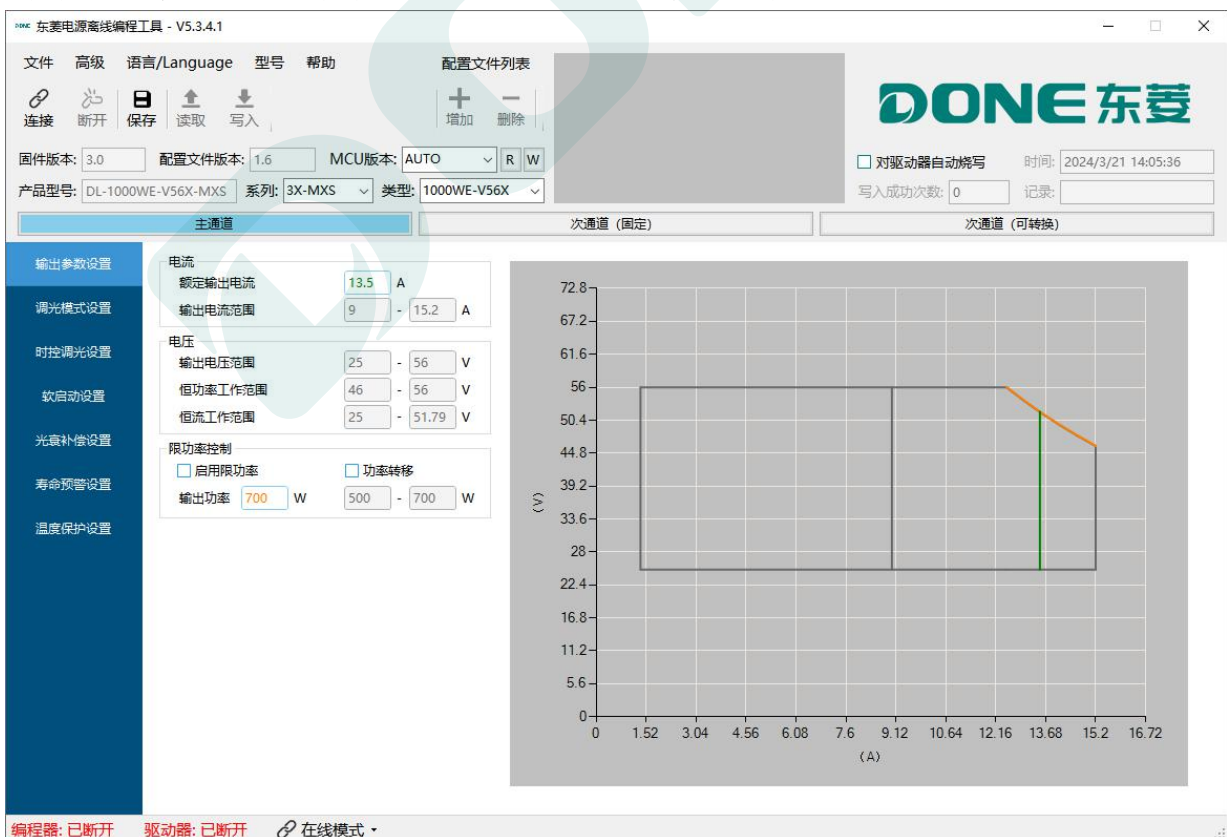 DONE 东菱电源离线编程工具 - V5.3.4.1
文件 高级 语言/Language 型号 帮助 配置文件列表
连接 断开 保存 读取 写入 增加 删除
DONE 东菱
固件版本: 3.0 配置文件版本: 1.6 MCU版本: AUTO R W
对驱动器自动烧写 时间: 2024/3/21 14:05:36
产品型号: DL-1000WE-V56X-MXS 系列: 3X-MXS 类型: 1000WE-V56X
写入成功次数: 0 记录:
主通道 次通道 (固定) 次通道 (可转换)
输出参数设置
调光模式设置
时控调光设置
软启动设置
光衰补偿设置
寿命预警设置
温度保护设置
电流
额定输出电流 13.5 A
输出电流范围 9 - 15.2 A
电压
输出电压范围 25 - 56 V
恒功率工作范围 46 - 56 V
恒流工作范围 25 - 51.79 V
限功率控制
启用限功率 功率转移
输出功率 700 W 500 - 700 W
72.8
67.2
61.6
56
50.4
44.8
39.2
33.6
28
22.4
16.8
11.2
5.6
0
(V)
0 1.52 3.04 4.56 6.08 7.6 9.12 10.64 12.16 13.68 15.2 16.72
(A)
编程器: 已断开 驱动器: 已断开 在线模式